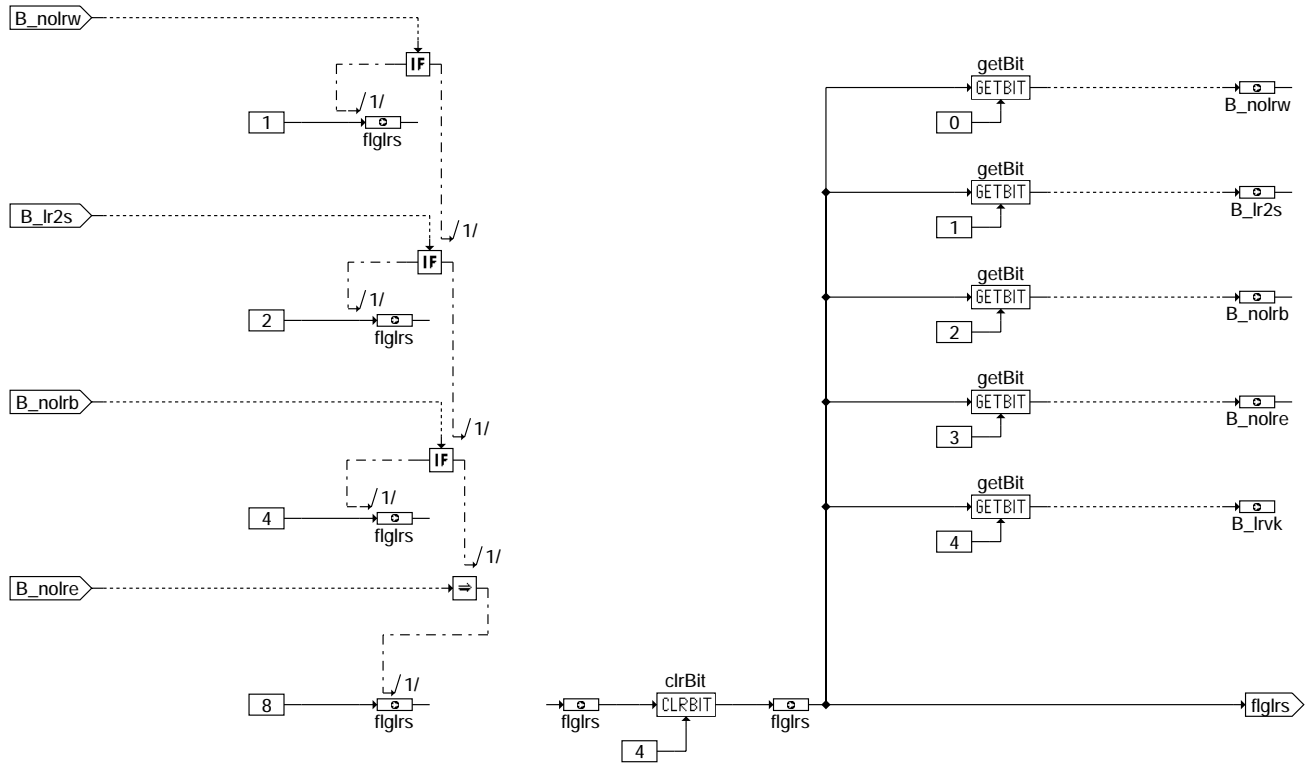 B_nolrw
IF
/1/
1
flglrs
B_lr2s
/1/
IF
/1/
2
flglrs
B_nolrb
/1/
IF
/1/
4
flglrs
/1/
B_nolre
/1/
8
flglrs
flglrs
clrBit
CLRBIT
4
flglrs
getBit
GETBIT
0
B_nolrw
getBit
GETBIT
1
B_lr2s
getBit
GETBIT
2
B_nolrb
getBit
GETBIT
3
B_nolre
getBit
GETBIT
4
B_lrvk
flglrs